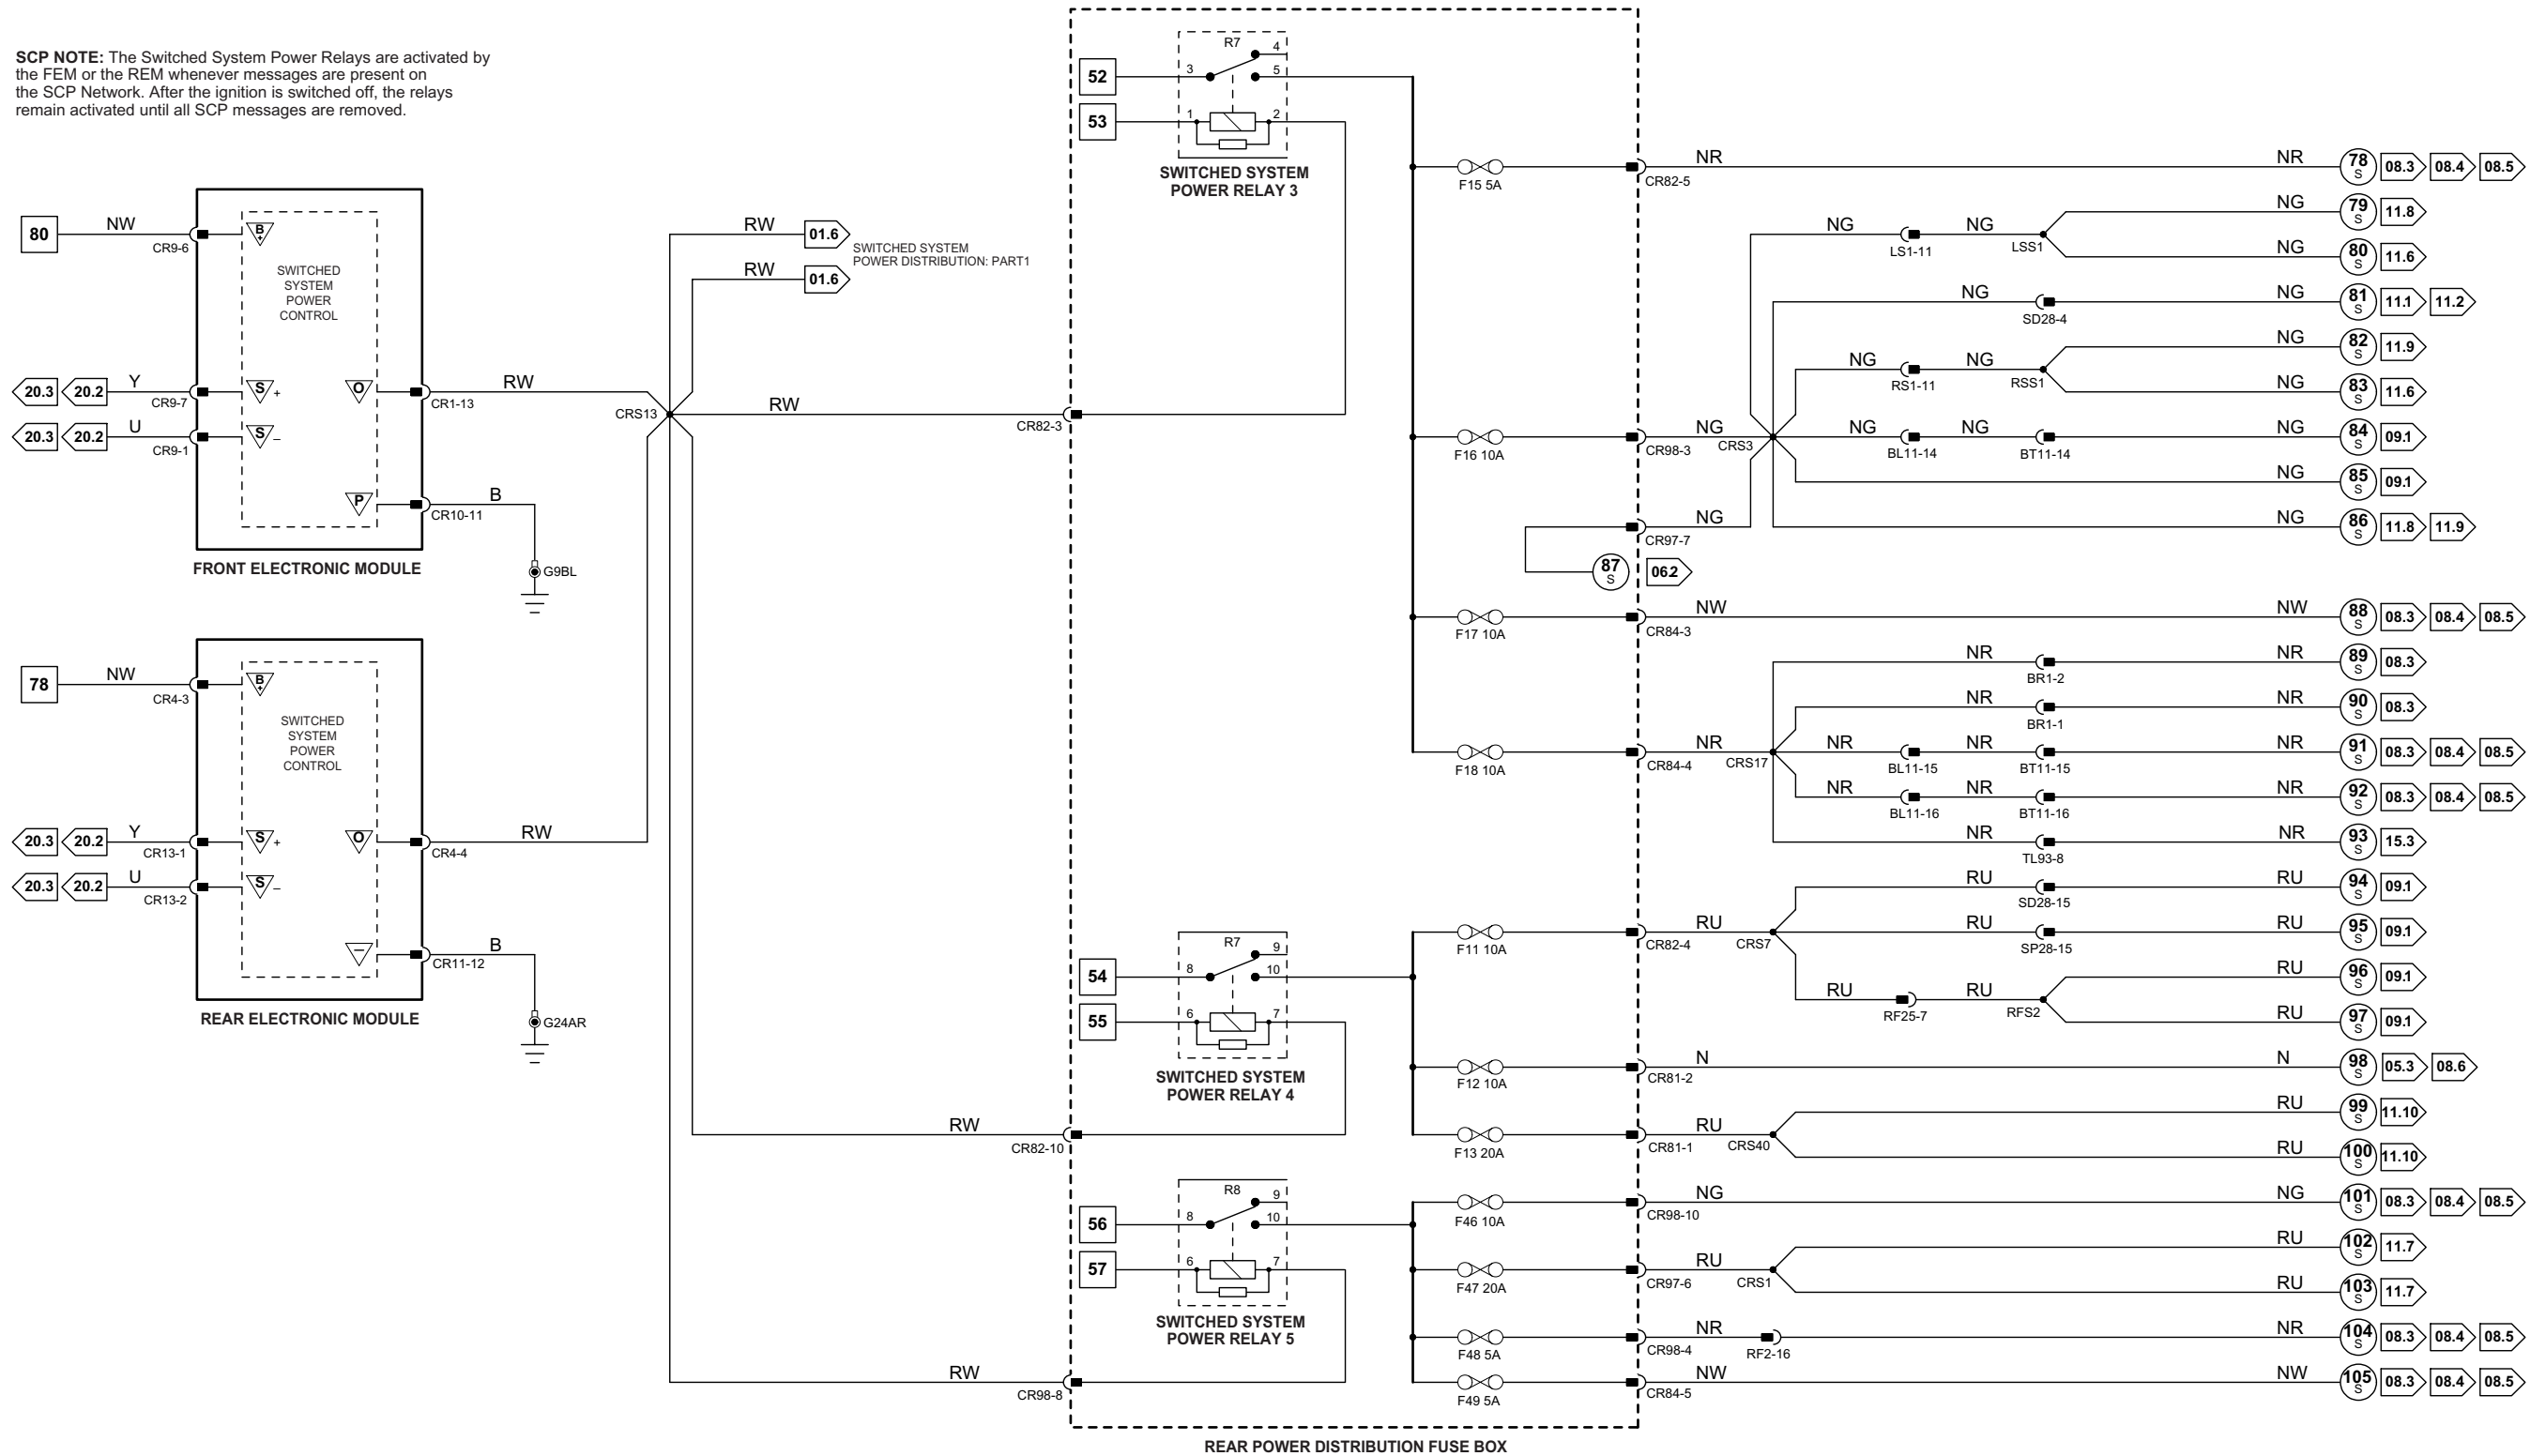 SCP NOTE: The Switched System Power Relays are activated by
the FEM or the REM whenever messages are present on
the SCP Network. After the ignition is switched off, the relays
remain activated until all SCP messages are removed.
80 NW CR9-6
B+
SWITCHED
SYSTEM
POWER
CONTROL
20.3 20.2 Y CR9-7 S+ O CR1-13 RW
20.3 20.2 U CR9-1 S–
P CR10-11 B
G9BL
FRONT ELECTRONIC MODULE
78 NW CR4-3
B+
SWITCHED
SYSTEM
POWER
CONTROL
20.3 20.2 Y CR13-1 S+ O CR4-4 RW
20.3 20.2 U CR13-2 S–
– CR11-12 B
G24AR
REAR ELECTRONIC MODULE
RW 01.6
RW 01.6
SWITCHED SYSTEM
POWER DISTRIBUTION: PART1
CRS13 RW CR82-3
RW CR82-10
RW CR98-8
52 53 R7 3 4 5 1 2
SWITCHED SYSTEM
POWER RELAY 3
54 55 R7 8 9 10 6 7
SWITCHED SYSTEM
POWER RELAY 4
56 57 R8 8 9 10 6 7
SWITCHED SYSTEM
POWER RELAY 5
F15 5A CR82-5 NR NR 78 S 08.3 08.4 08.5
NG LS1-11 NG LSS1 NG 79 S 11.8
NG 80 S 11.6
NG SD28-4 NG 81 S 11.1 11.2
NG RS1-11 NG RSS1 NG 82 S 11.9
NG 83 S 11.6
F16 10A CR98-3 NG CRS3 NG BL11-14 NG BT11-14 NG 84 S 09.1
NG 85 S 09.1
CR97-7 NG NG 86 S 11.8 11.9
87 S 06.2
F17 10A CR84-3 NW NW 88 S 08.3 08.4 08.5
NR BR1-2 NR 89 S 08.3
NR BR1-1 NR 90 S 08.3
F18 10A CR84-4 NR CRS17 NR BL11-15 NR BT11-15 NR 91 S 08.3 08.4 08.5
NR BL11-16 NR BT11-16 NR 92 S 08.3 08.4 08.5
NR TL93-8 NR 93 S 15.3
RU SD28-15 RU 94 S 09.1
F11 10A CR82-4 RU CRS7 RU SP28-15 RU 95 S 09.1
RU RF25-7 RU RFS2 RU 96 S 09.1
RU 97 S 09.1
F12 10A CR81-2 N N 98 S 05.3 08.6
F13 20A CR81-1 RU CRS40 RU 99 S 11.10
RU 100 S 11.10
F46 10A CR98-10 NG NG 101 S 08.3 08.4 08.5
F47 20A CR97-6 RU CRS1 RU 102 S 11.7
RU 103 S 11.7
F48 5A CR98-4 NR RF2-16 NR 104 S 08.3 08.4 08.5
F49 5A CR84-5 NW NW 105 S 08.3 08.4 08.5
REAR POWER DISTRIBUTION FUSE BOX